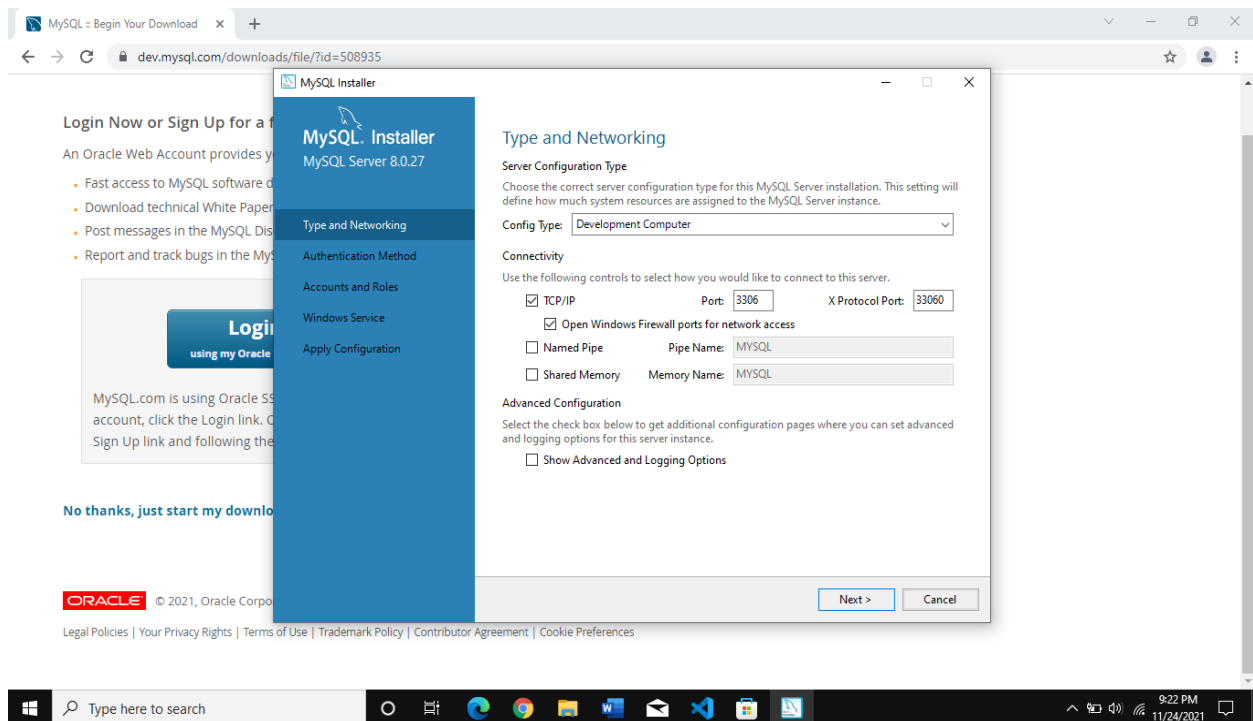 MySQL :: Begin Your Download
dev.mysql.com/downloads/file/?id=508935
Login Now or Sign Up for a f
An Oracle Web Account provides y
Fast access to MySQL software d
Download technical White Paper
Post messages in the MySQL Dis
Report and track bugs in the MyS
Login
using my Oracle
MySQL.com is using Oracle SS
account, click the Login link. O
Sign Up link and following the
No thanks, just start my downlo
ORACLE © 2021, Oracle Corpo
Legal Policies | Your Privacy Rights | Terms of Use | Trademark Policy | Contributor Agreement | Cookie Preferences
MySQL Installer
MySQL. Installer
MySQL Server 8.0.27
Type and Networking
Authentication Method
Accounts and Roles
Windows Service
Apply Configuration
Type and Networking
Server Configuration Type
Choose the correct server configuration type for this MySQL Server installation. This setting will
define how much system resources are assigned to the MySQL Server instance.
Config Type: Development Computer
Connectivity
Use the following controls to select how you would like to connect to this server.
TCP/IP Port: 3306 X Protocol Port: 33060
Open Windows Firewall ports for network access
Named Pipe Pipe Name: MYSQL
Shared Memory Memory Name: MYSQL
Advanced Configuration
Select the check box below to get additional configuration pages where you can set advanced
and logging options for this server instance.
Show Advanced and Logging Options
Next > Cancel
Type here to search
9:22 PM
11/24/2021